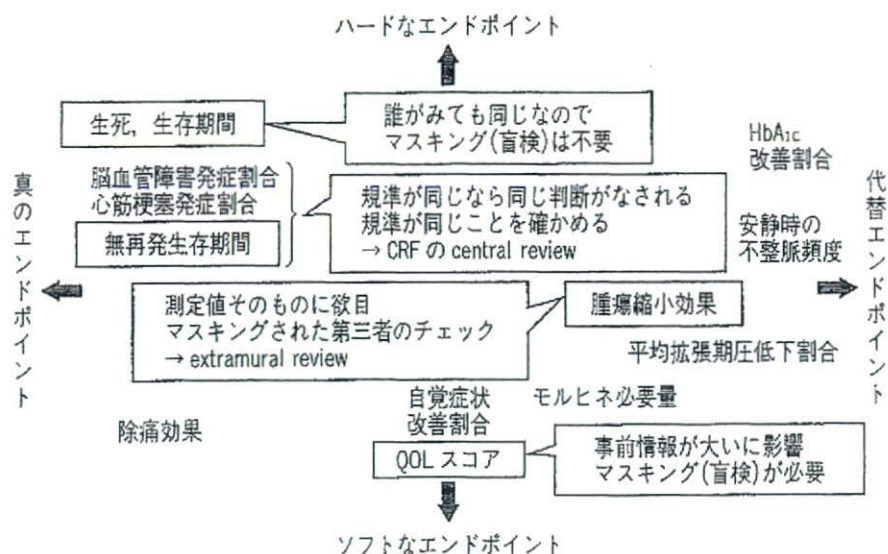 ハードなエンドポイント
生死，生存期間
誰がみても同じなので
マスキング(盲検)は不要
HbA1C
改善割合
真のエンドポイント
脳血管障害発症割合
心筋梗塞発症割合
無再発生存期間
規準が同じなら同じ判断がなされる
規準が同じことを確かめる
→ CRF の central review
安静時の
不整脈頻度
代替エンドポイント
測定値そのものに欲目
マスキングされた第三者のチェック
→ extramural review
腫瘍縮小効果
平均拡張期圧低下割合
除痛効果
自覚症状
改善割合
モルヒネ必要量
QOL スコア
事前情報が大いに影響
マスキング(盲検)が必要
ソフトなエンドポイント